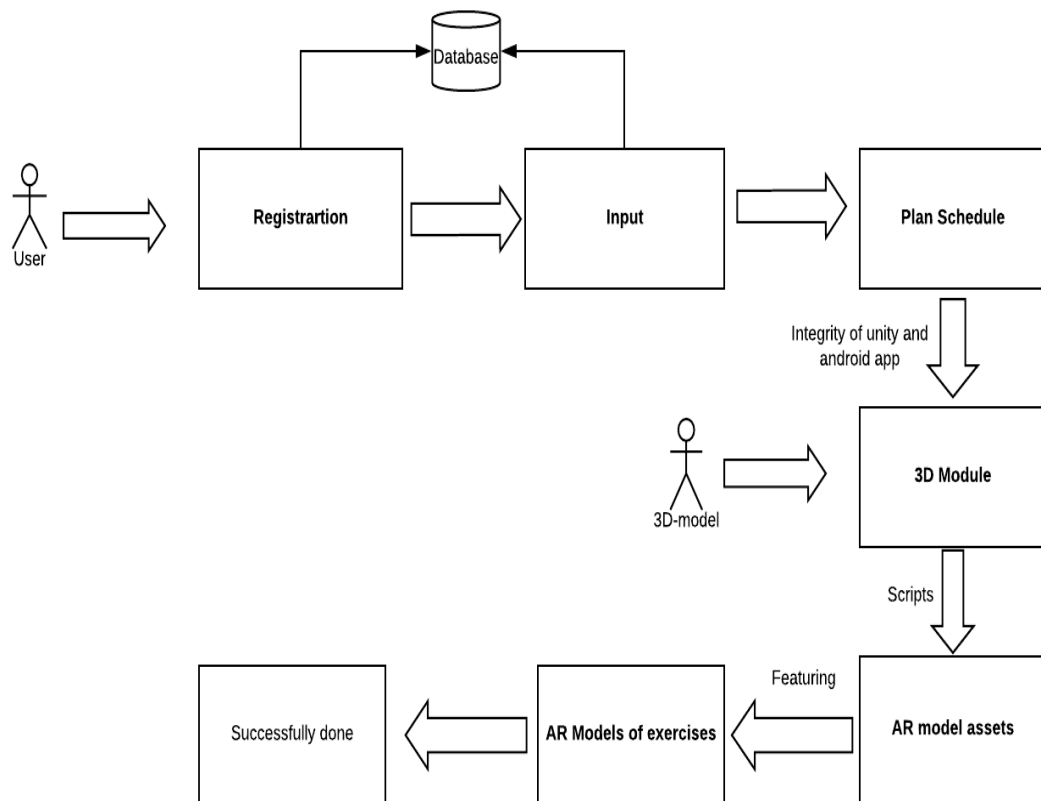 Database
Registrartion
Input
Plan Schedule
User
Integrity of unity and
android app
3D Module
3D-model
Scripts
Featuring
AR model assets
AR Models of exercises
Successfully done